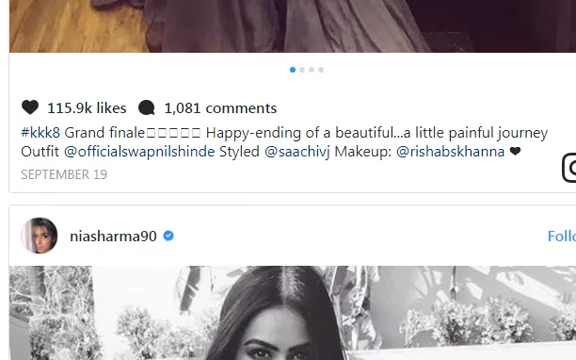 115.9k likes 1,081 comments
#kkk8 Grand finale□□□□□ Happy-ending of a beautiful...a little painful journey
Outfit @officialswapnilshinde Styled @saachivj Makeup: @rishabskhanna ❤
SEPTEMBER 19
niasharma90 Follo